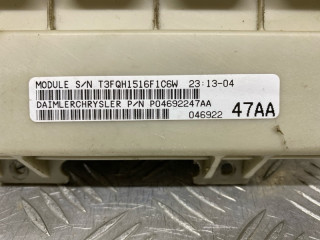 MODULE S/N T3FQH1516F1C6W 23:13-04
DAIMLERCHRYSLER P/N P04692247AA
046922 47AA